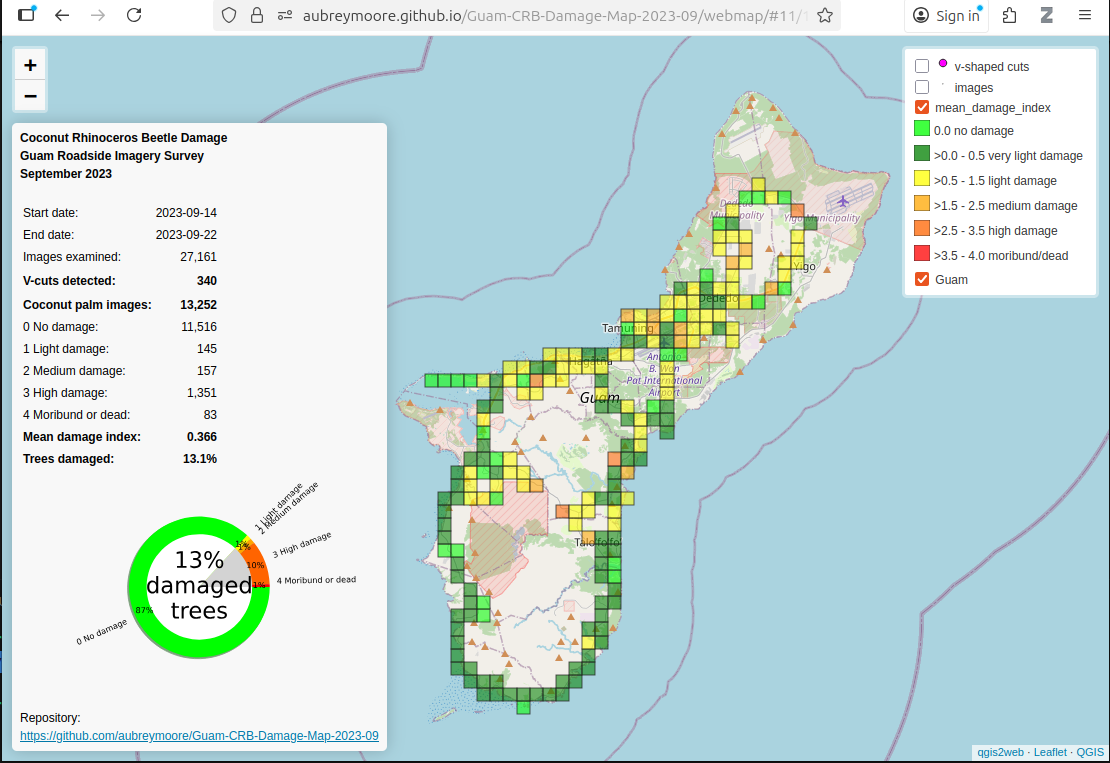 aubreymoore.github.io/Guam-CRB-Damage-Map-2023-09/webmap/#11/1
Sign in
+
−
Coconut Rhinoceros Beetle Damage
Guam Roadside Imagery Survey
September 2023
Start date: 2023-09-14
End date: 2023-09-22
Images examined: 27,161
V-cuts detected: 340
Coconut palm images: 13,252
0 No damage: 11,516
1 Light damage: 145
2 Medium damage: 157
3 High damage: 1,351
4 Moribund or dead: 83
Mean damage index: 0.366
Trees damaged: 13.1%
1 Light damage
2 Medium damage
3 High damage
4 Moribund or dead
0 No damage
1%
1%
10%
1%
87%
13%
damaged
trees
Repository:
https://github.com/aubreymoore/Guam-CRB-Damage-Map-2023-09
Dededo
Municipality
Yigo Municipality
Yigo
Dededo
Tamuning
Hagåtña
Antonio
B. Won
Pat International
Airport
Guam
Talofofo
v-shaped cuts
images
mean_damage_index
0.0 no damage
>0.0 - 0.5 very light damage
>0.5 - 1.5 light damage
>1.5 - 2.5 medium damage
>2.5 - 3.5 high damage
>3.5 - 4.0 moribund/dead
Guam
qgis2web · Leaflet · QGIS